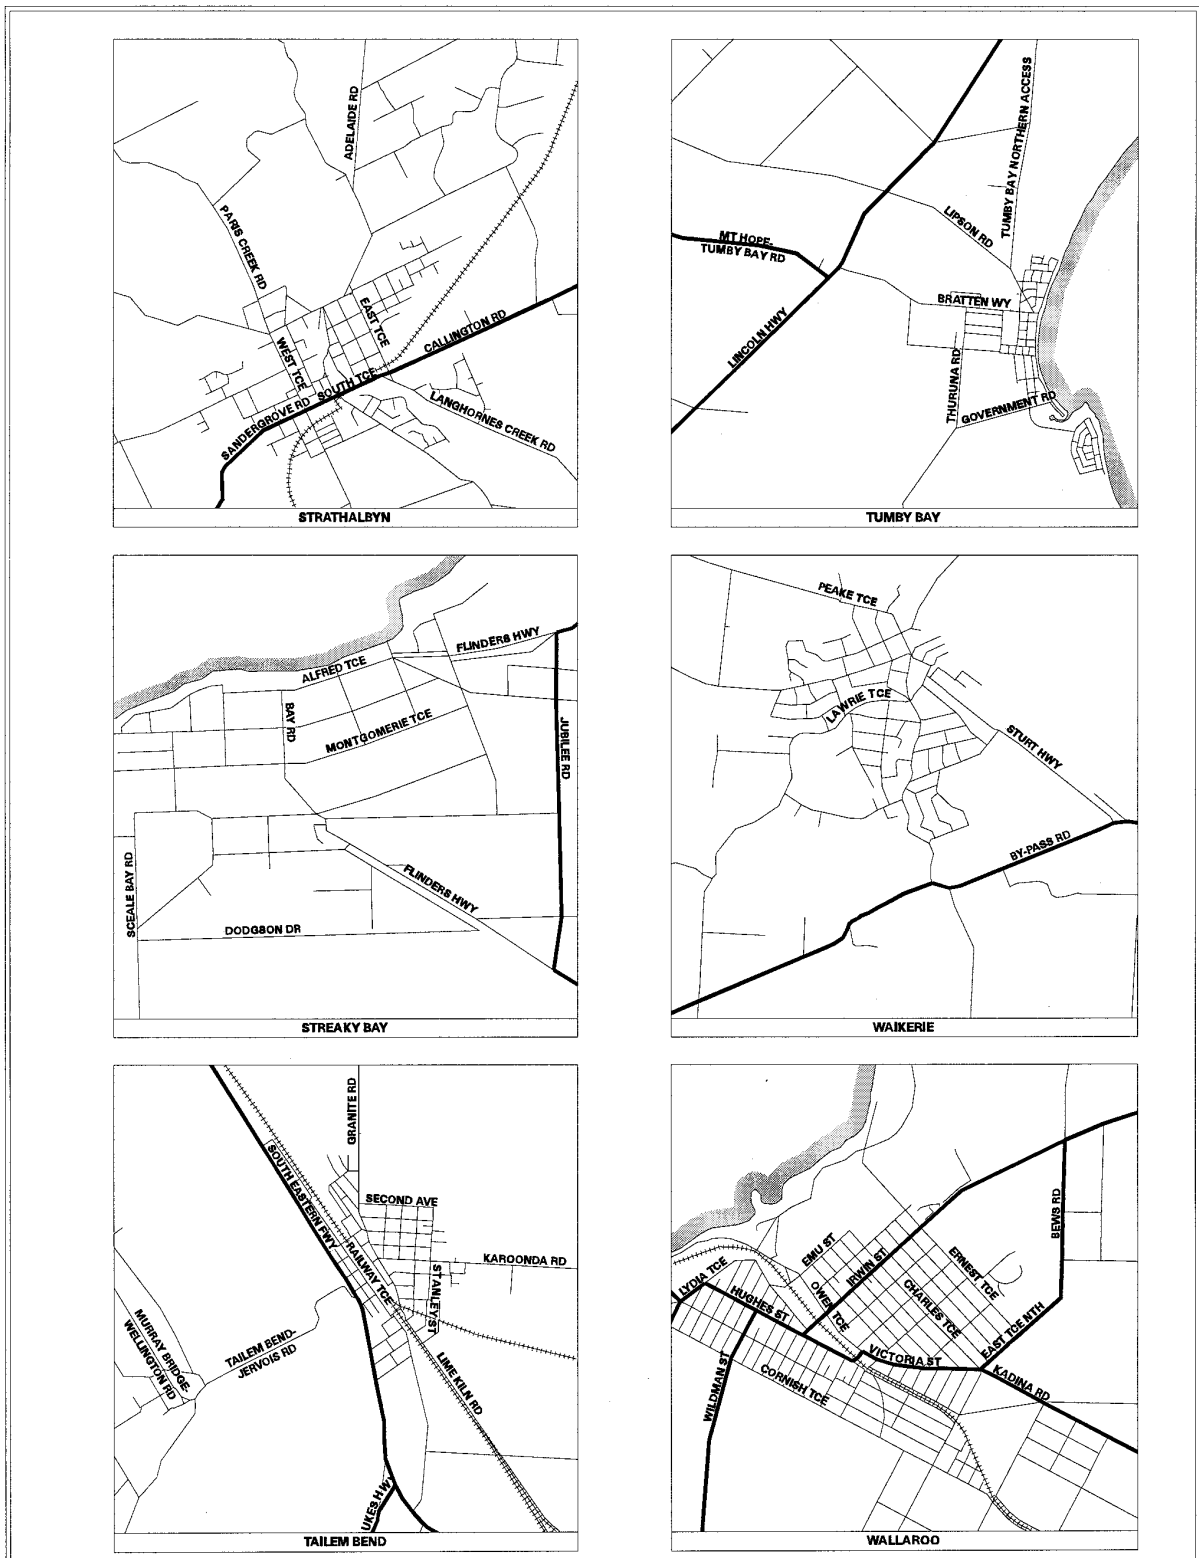 ADELAIDE RD
PARIS CREEK RD
EAST TCE
WEST TCE
CALLINGTON RD
SOUTH TCE
SANDERGROVE RD
LANGHORNES CREEK RD
STRATHALBYN
TUMBY BAY NORTHERN ACCESS
LIPSON RD
MT HOPE-
TUMBY BAY RD
BRATTEN WY
LINCOLN HWY
THURUNA RD
GOVERNMENT RD
TUMBY BAY
FLINDERS HWY
ALFRED TCE
BAY RD
MONTGOMERIE TCE
JUBILEE RD
SCEALE BAY RD
FLINDERS HWY
DODGSON DR
STREAKY BAY
PEAKE TCE
LAWRIE TCE
STURT HWY
BY-PASS RD
WAIKERIE
GRANITE RD
SOUTH EASTERN FWY
SECOND AVE
RAILWAY TCE
KAROONDA RD
STANLEY ST
MURRAY BRIDGE-
WELLINGTON RD
TAILEM BEND-
JERVOIS RD
LIME KILN RD
UKES HWY
TAILEM BEND
BEWS RD
EMU ST
IRWIN ST
ERNEST TCE
LYDIA TCE
HUGHES ST
OWEN TCE
CHARLES TCE
EAST TCE NTH
VICTORIA ST
KADINA RD
WILDMAN ST
CORNISH TCE
WALLAROO